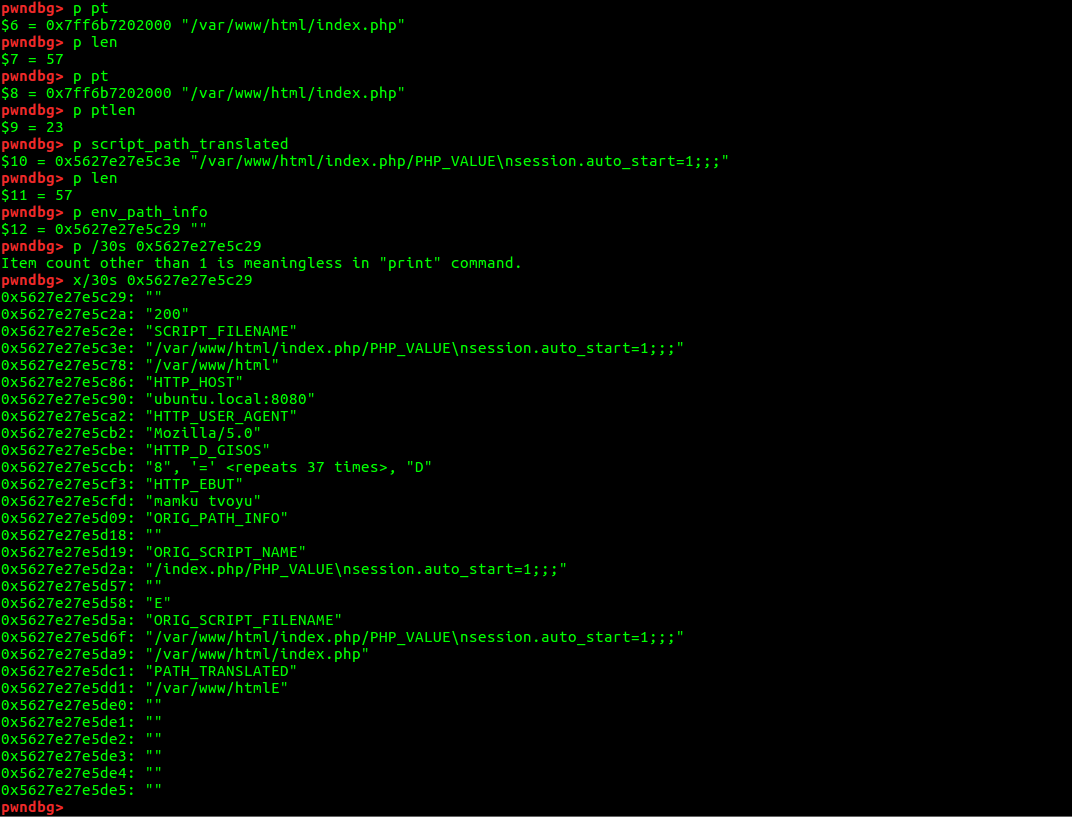 pwndbg> p pt
$6 = 0x7ff6b7202000 "/var/www/html/index.php"
pwndbg> p len
$7 = 57
pwndbg> p pt
$8 = 0x7ff6b7202000 "/var/www/html/index.php"
pwndbg> p ptlen
$9 = 23
pwndbg> p script_path_translated
$10 = 0x5627e27e5c3e "/var/www/html/index.php/PHP_VALUE\nsession.auto_start=1;;;"
pwndbg> p len
$11 = 57
pwndbg> p env_path_info
$12 = 0x5627e27e5c29 ""
pwndbg> p /30s 0x5627e27e5c29
Item count other than 1 is meaningless in "print" command.
pwndbg> x/30s 0x5627e27e5c29
0x5627e27e5c29: ""
0x5627e27e5c2a: "200"
0x5627e27e5c2e: "SCRIPT_FILENAME"
0x5627e27e5c3e: "/var/www/html/index.php/PHP_VALUE\nsession.auto_start=1;;;"
0x5627e27e5c78: "/var/www/html"
0x5627e27e5c86: "HTTP_HOST"
0x5627e27e5c90: "ubuntu.local:8080"
0x5627e27e5ca2: "HTTP_USER_AGENT"
0x5627e27e5cb2: "Mozilla/5.0"
0x5627e27e5cbe: "HTTP_D_GISOS"
0x5627e27e5ccb: "8", '=' <repeats 37 times>, "D"
0x5627e27e5cf3: "HTTP_EBUT"
0x5627e27e5cfd: "mamku tvoyu"
0x5627e27e5d09: "ORIG_PATH_INFO"
0x5627e27e5d18: ""
0x5627e27e5d19: "ORIG_SCRIPT_NAME"
0x5627e27e5d2a: "/index.php/PHP_VALUE\nsession.auto_start=1;;;"
0x5627e27e5d57: ""
0x5627e27e5d58: "E"
0x5627e27e5d5a: "ORIG_SCRIPT_FILENAME"
0x5627e27e5d6f: "/var/www/html/index.php/PHP_VALUE\nsession.auto_start=1;;;"
0x5627e27e5da9: "/var/www/html/index.php"
0x5627e27e5dc1: "PATH_TRANSLATED"
0x5627e27e5dd1: "/var/www/htmlE"
0x5627e27e5de0: ""
0x5627e27e5de1: ""
0x5627e27e5de2: ""
0x5627e27e5de3: ""
0x5627e27e5de4: ""
0x5627e27e5de5: ""
pwndbg>